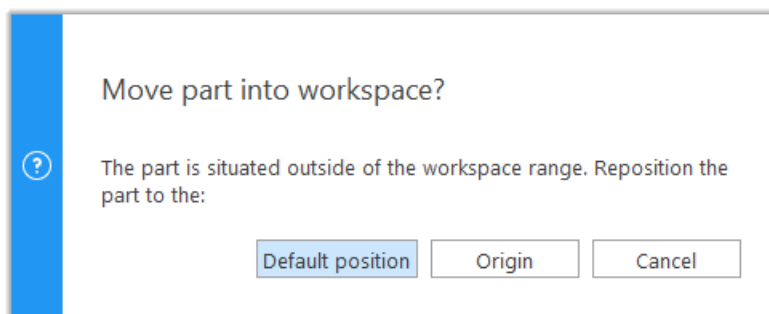 Move part into workspace?
The part is situated outside of the workspace range. Reposition the
part to the:
Default position Origin Cancel